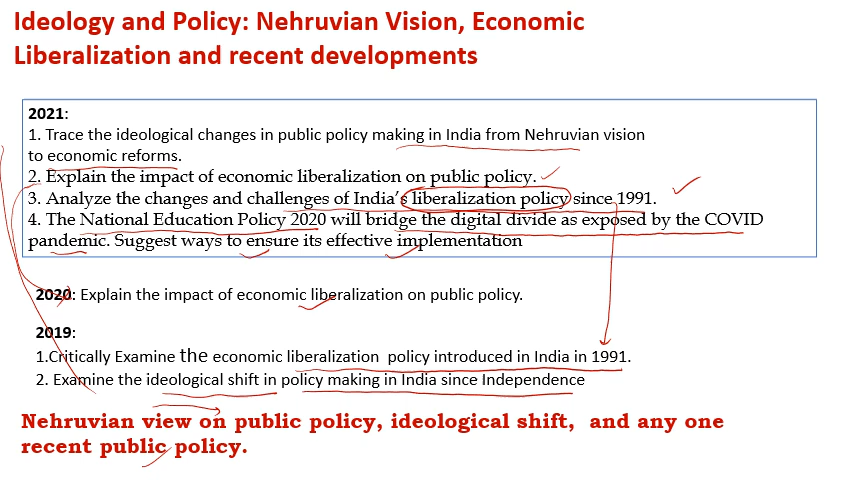 Ideology and Policy: Nehruvian Vision, Economic
Liberalization and recent developments
2021:
1. Trace the ideological changes in public policy making in India from Nehruvian vision
to economic reforms.
2. Explain the impact of economic liberalization on public policy.
3. Analyze the changes and challenges of India's liberalization policy since 1991.
4. The National Education Policy 2020 will bridge the digital divide as exposed by the COVID
pandemic. Suggest ways to ensure its effective implementation
2020: Explain the impact of economic liberalization on public policy.
2019:
1.Critically Examine the economic liberalization policy introduced in India in 1991.
2. Examine the ideological shift in policy making in India since Independence
Nehruvian view on public policy, ideological shift, and any one
recent public policy.